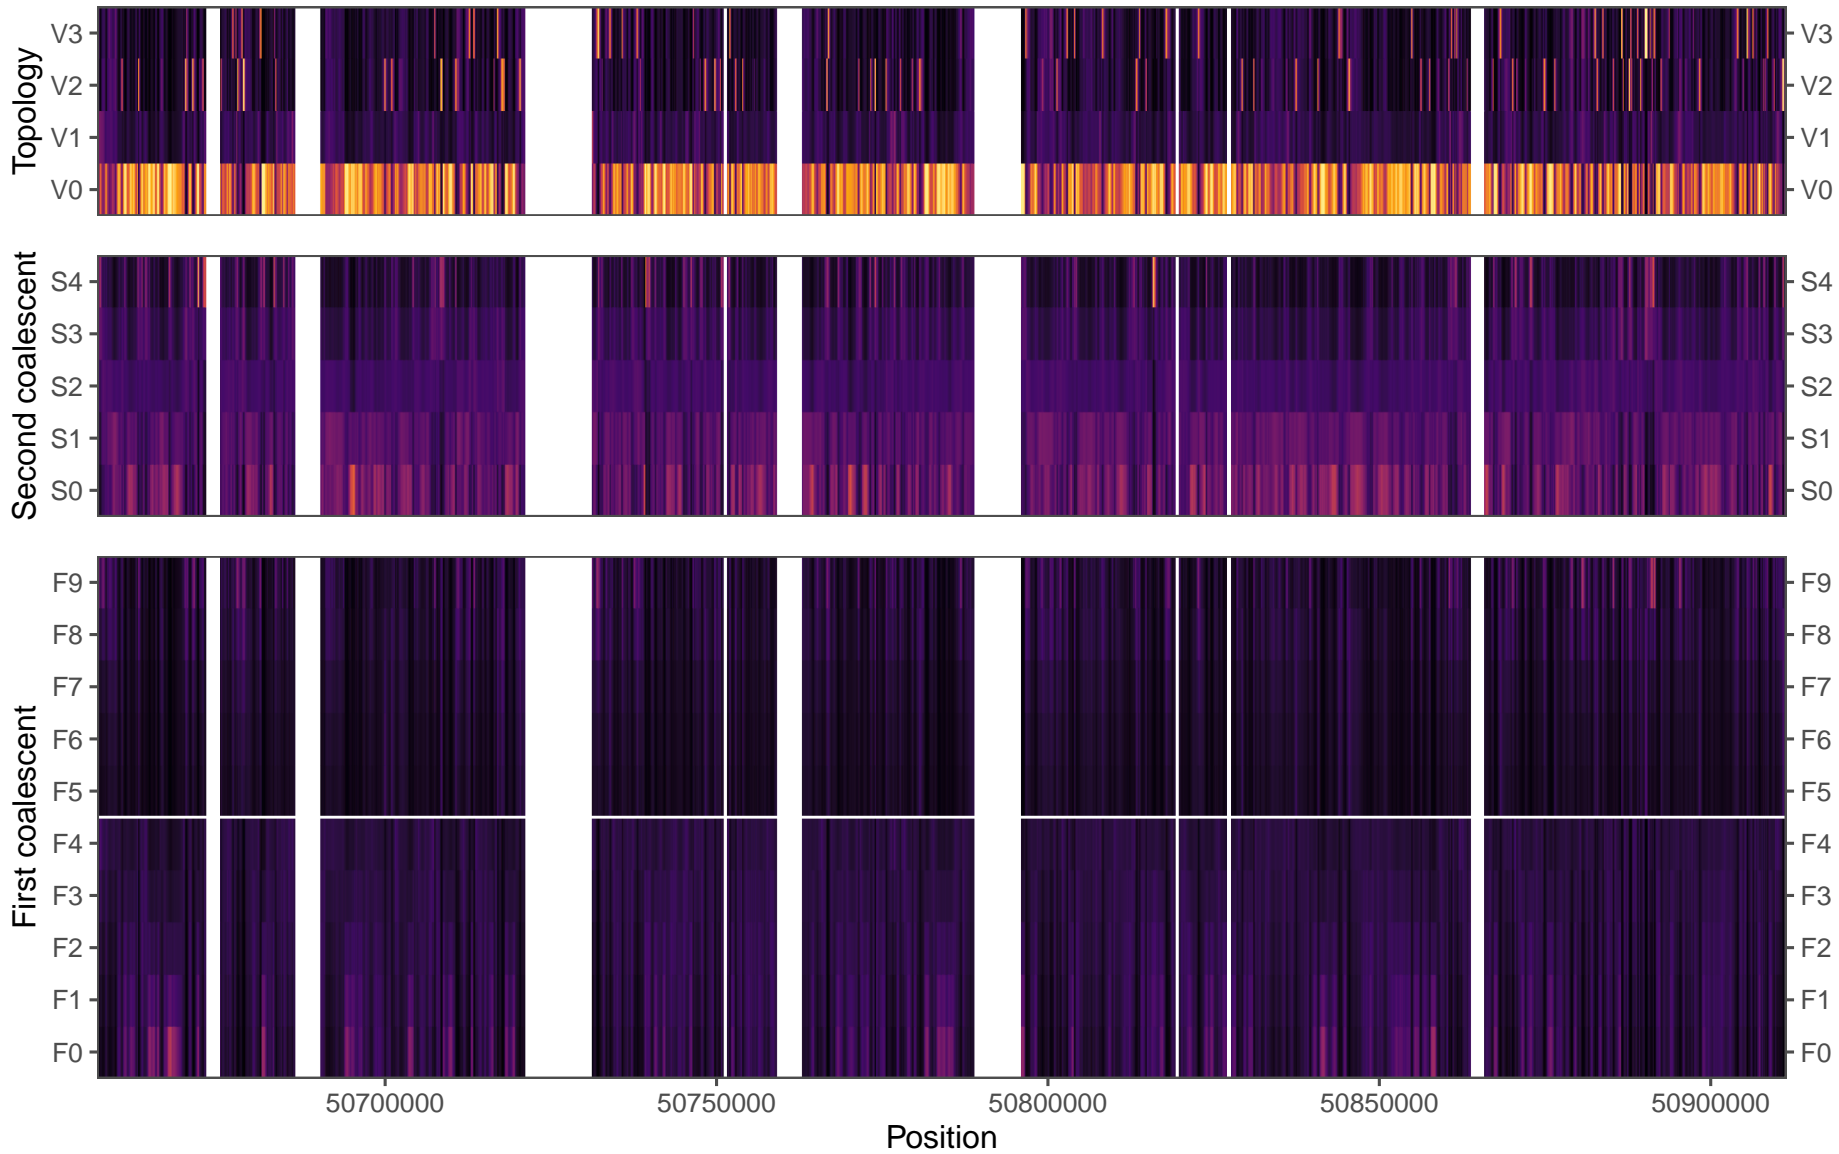 Topology
V3
V2
V1
V0
V3
V2
V1
V0
Second coalescent
S4
S3
S2
S1
S0
S4
S3
S2
S1
S0
First coalescent
F9
F8
F7
F6
F5
F4
F3
F2
F1
F0
F9
F8
F7
F6
F5
F4
F3
F2
F1
F0
50700000 50750000 50800000 50850000 50900000
Position